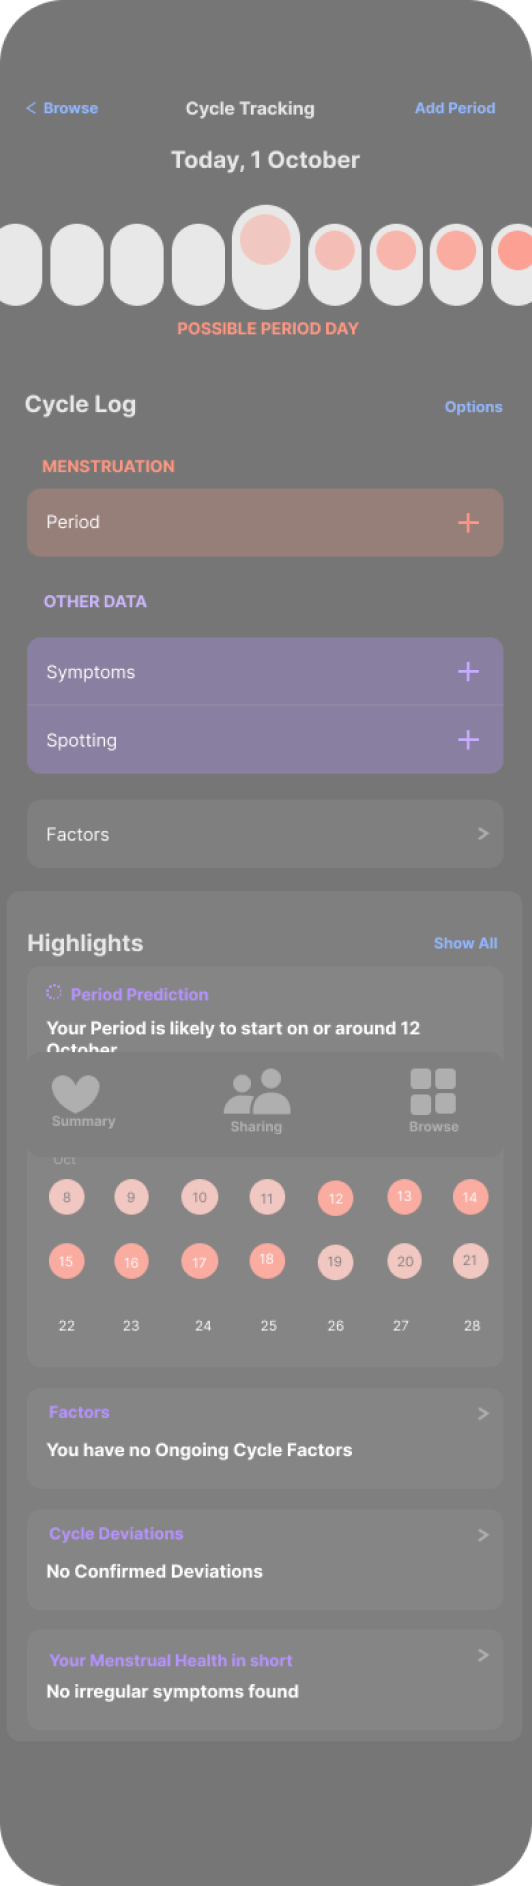 < Browse Cycle Tracking Add Period
Today, 1 October
POSSIBLE PERIOD DAY
Cycle Log Options
MENSTRUATION
Period
OTHER DATA
Symptoms
Spotting
Factors
Highlights Show All
Period Prediction
Your Period is likely to start on or around 12
October
Summary Sharing Browse
Oct
8 9 10 11 12 13 14
15 16 17 18 19 20 21
22 23 24 25 26 27 28
Factors
You have no Ongoing Cycle Factors
Cycle Deviations
No Confirmed Deviations
Your Menstrual Health in short
No irregular symptoms found